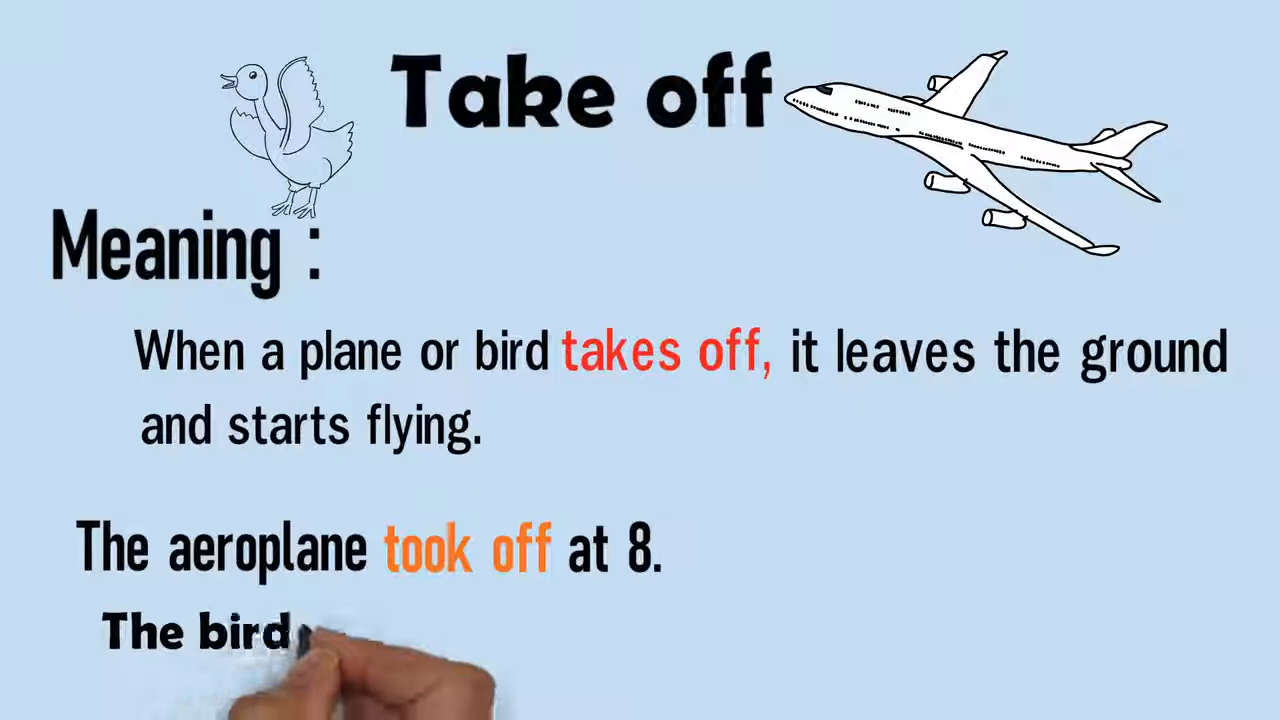 Take off
Meaning :
When a plane or bird takes off, it leaves the ground
and starts flying.
The aeroplane took off at 8.
The bird